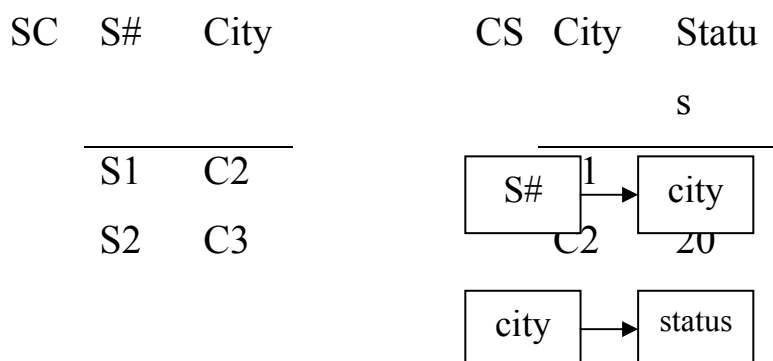 SC S# City CS City Statu
s
S1 C2
S# city
S2 C3 C2 20
city status